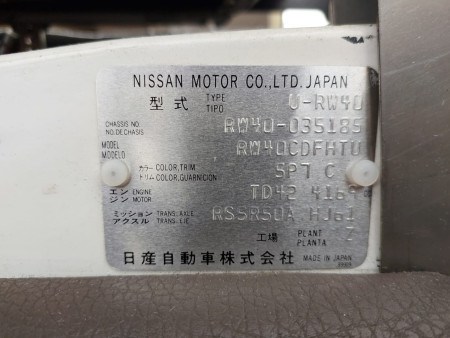 NISSAN MOTOR CO.,LTD.JAPAN
型式 TYPE TIPO U-RW40
CHASSIS NO. NO.DECHASIS RW40-035185
MODEL MODELO RW40CDFHTU
カラー COLOR,TRIM トリム COLOR,GUARNICION SP7 C
エンジン ENGINE MOTOR TD42 4169
ミッション TRANS.,AXLE アクスル TRANS.,EJE RS5R50A HJ61
工場 PLANT PLANTA Z
日産自動車株式会社 MADE IN JAPAN